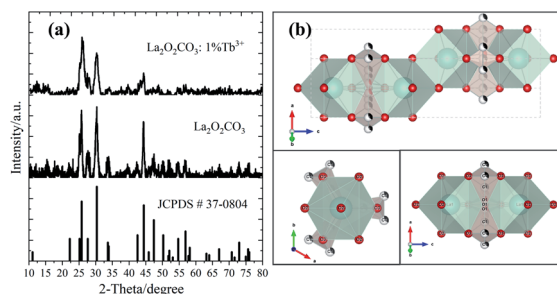 (a)
La₂O₂CO₃: 1%Tb³⁺
La₂O₂CO₃
JCPDS # 37-0804
Intensity/a.u.
10 15 20 25 30 35 40 45 50 55 60 65 70 75 80
2-Theta/degree
(b)
a
c
b
b
a
a
c
b